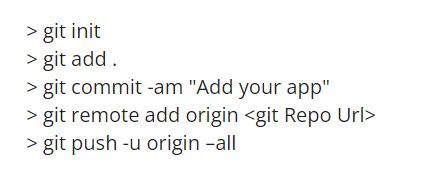 > git init
> git add .
> git commit -am "Add your app"
> git remote add origin <git Repo Url>
> git push -u origin –all